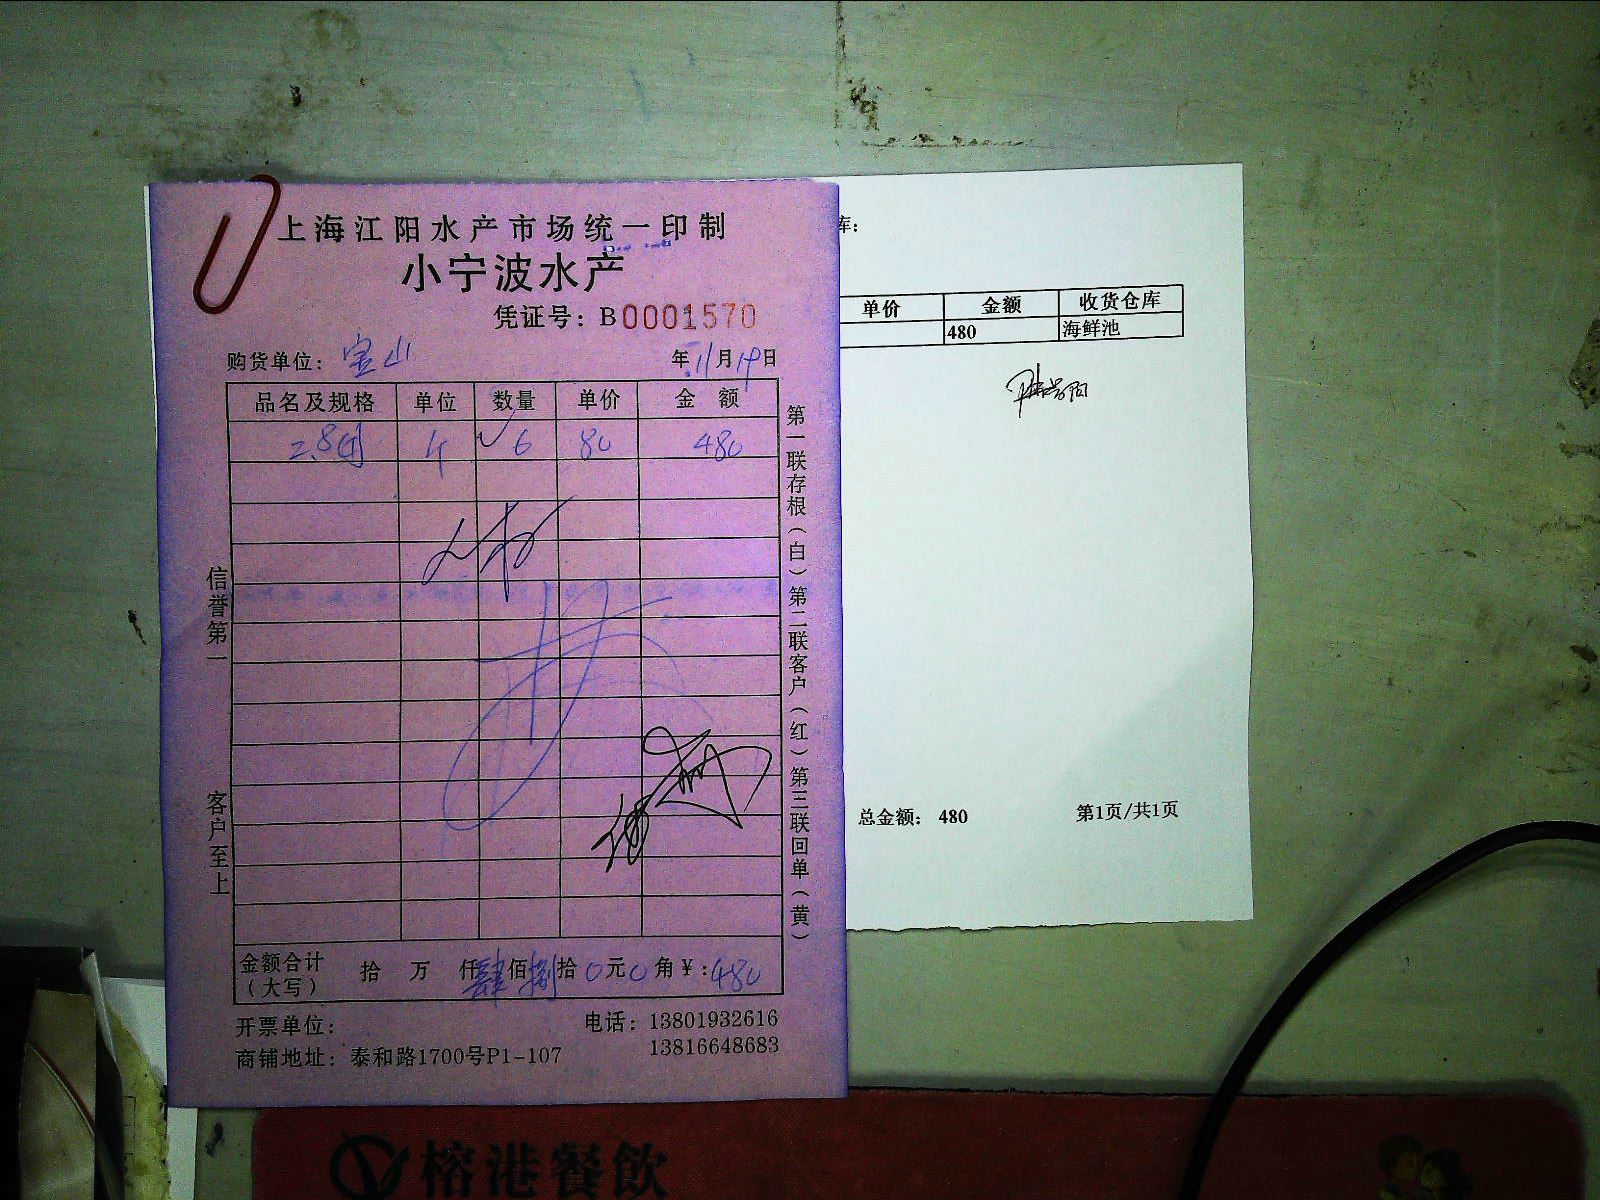 上海江阳水产市场统一印制
小宁波水产
凭证号：B0001570
购货单位：宝山
年11月19日
品名及规格 单位 数量 单价 金 额
2.8 6 80 480
金额合计（大写） 拾 万 仟肆佰捌拾0元0角￥：480
开票单位：
电话：13801932616
13816648683
商铺地址：泰和路1700号P1-107
信誉第一
客户至上
第一联存根（白）第二联客户（红）第三联回单（黄）
库：
单价 金额 收货仓库
480 海鲜池
总金额： 480
第1页/共1页
榕港餐飲